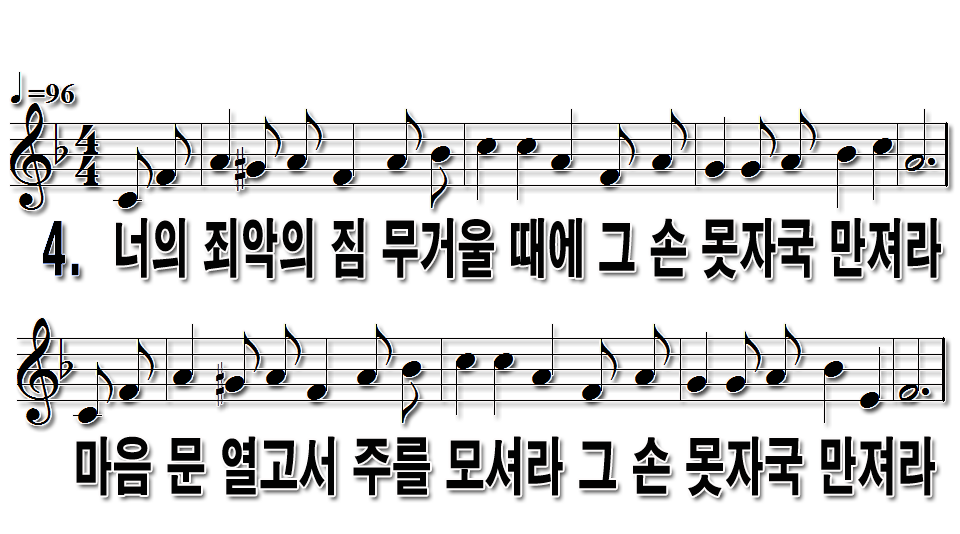 ♩=96
4. 너의 죄악의 짐 무거울 때에 그 손 못자국 만져라
마음 문 열고서 주를 모셔라 그 손 못자국 만져라